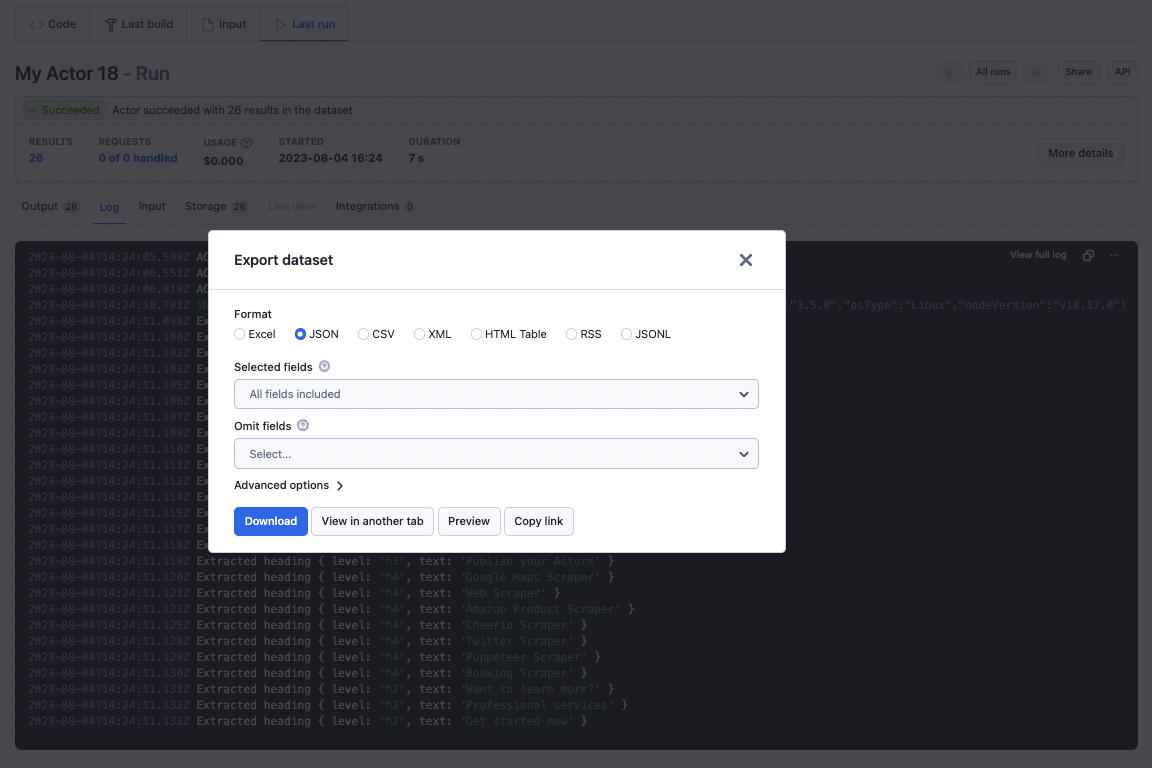 Code Last build Input Last run
My Actor 18 - Run
All runs Share API
Succeeded Actor succeeded with 26 results in the dataset
RESULTS REQUESTS USAGE STARTED DURATION
26 0 of 0 handled $0.000 2023-08-04 16:24 7 s
More details
Output 26 Log Input Storage 26 Live view Integrations 0
View full log
2023-08-04T14:24:05.599Z AC
2023-08-04T14:24:06.551Z AC
2023-08-04T14:24:06.819Z AC
2023-08-04T14:24:10.701Z IN :"3.5.0","osType":"Linux","nodeVersion":"v18.17.0"}
2023-08-04T14:24:11.098Z Ex
2023-08-04T14:24:11.100Z Ex
2023-08-04T14:24:11.102Z Ex
2023-08-04T14:24:11.103Z Ex
2023-08-04T14:24:11.105Z Ex
2023-08-04T14:24:11.106Z Ex
2023-08-04T14:24:11.107Z Ex
2023-08-04T14:24:11.109Z Ex
2023-08-04T14:24:11.110Z Ex
2023-08-04T14:24:11.111Z Ex
2023-08-04T14:24:11.112Z Ex
2023-08-04T14:24:11.114Z Ex
2023-08-04T14:24:11.115Z Ex
2023-08-04T14:24:11.117Z Ex
2023-08-04T14:24:11.118Z Ex
2023-08-04T14:24:11.119Z Extracted heading { level: 'h3', text: 'Publish your Actors' }
2023-08-04T14:24:11.120Z Extracted heading { level: 'h4', text: 'Google Maps Scraper' }
2023-08-04T14:24:11.121Z Extracted heading { level: 'h4', text: 'Web Scraper' }
2023-08-04T14:24:11.123Z Extracted heading { level: 'h4', text: 'Amazon Product Scraper' }
2023-08-04T14:24:11.125Z Extracted heading { level: 'h4', text: 'Cheerio Scraper' }
2023-08-04T14:24:11.128Z Extracted heading { level: 'h4', text: 'Twitter Scraper' }
2023-08-04T14:24:11.129Z Extracted heading { level: 'h4', text: 'Puppeteer Scraper' }
2023-08-04T14:24:11.130Z Extracted heading { level: 'h4', text: 'Booking Scraper' }
2023-08-04T14:24:11.131Z Extracted heading { level: 'h2', text: 'Want to learn more?' }
2023-08-04T14:24:11.132Z Extracted heading { level: 'h2', text: 'Professional services' }
2023-08-04T14:24:11.133Z Extracted heading { level: 'h2', text: 'Get started now' }
Export dataset
Format
Excel JSON CSV XML HTML Table RSS JSONL
Selected fields
All fields included
Omit fields
Select...
Advanced options
Download View in another tab Preview Copy link